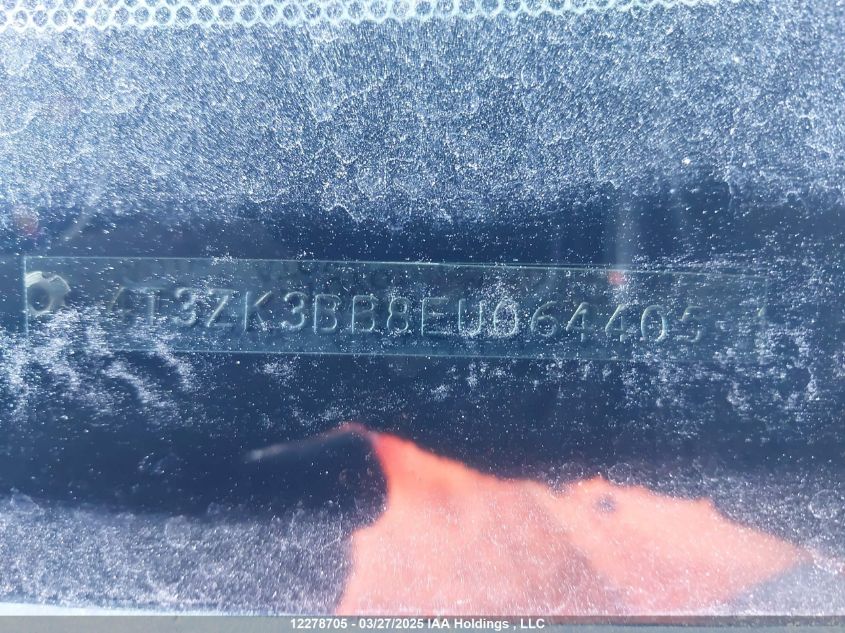 4T3ZK3BB8EU064405
12278705 - 03/27/2025 IAA Holdings , LLC